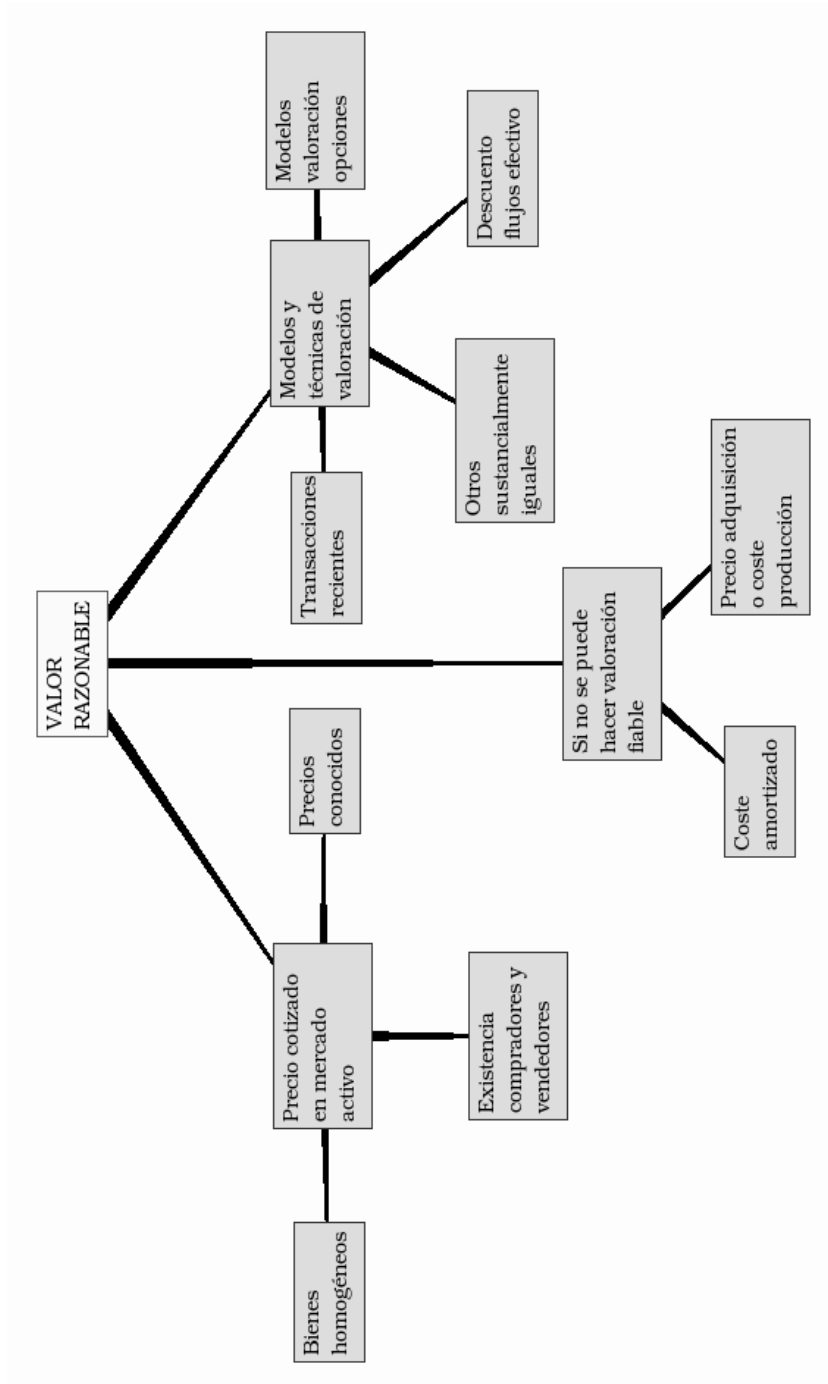 VALOR
RAZONABLE
Precio cotizado
en mercado
activo
Bienes
homogéneos
Existencia
compradores y
vendedores
Precios
conocidos
Si no se puede
hacer valoración
fiable
Coste
amortizado
Precio adquisición
o coste
producción
Modelos y
técnicas de
valoración
Transacciones
recientes
Otros
sustancialmente
iguales
Descuento
flujos efectivo
Modelos
valoración
opciones